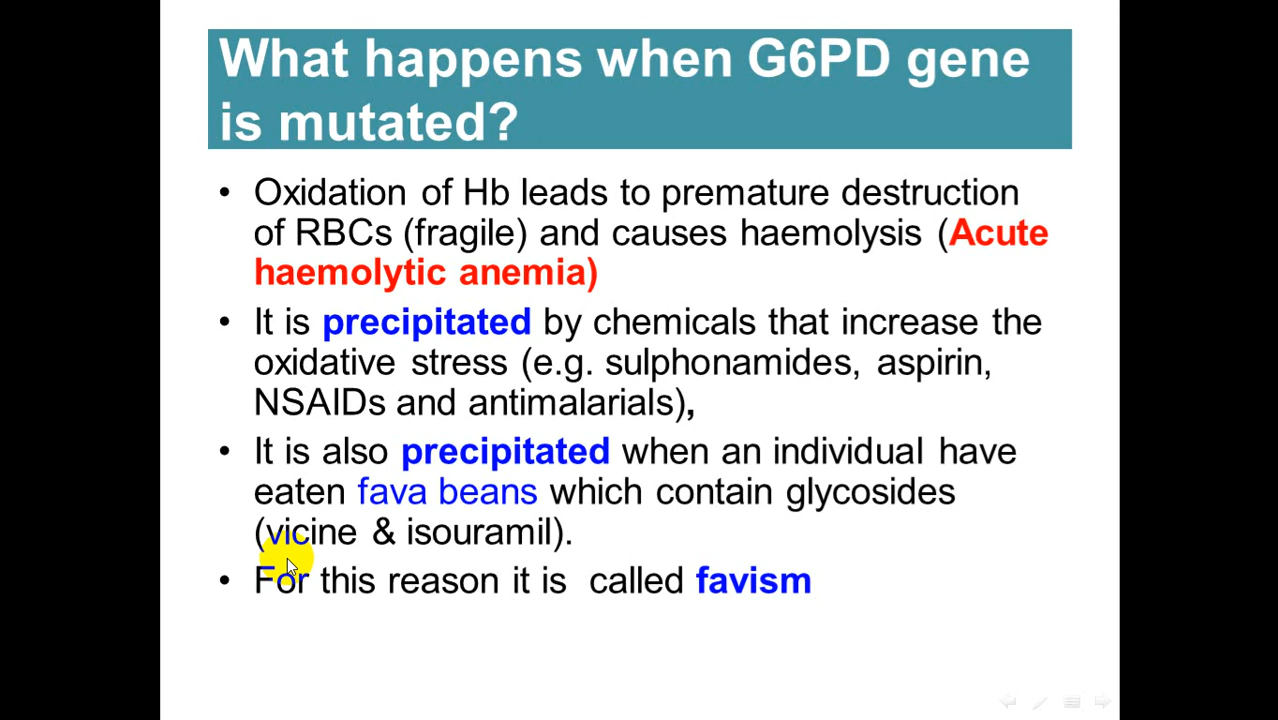 What happens when G6PD gene
is mutated?
• Oxidation of Hb leads to premature destruction
of RBCs (fragile) and causes haemolysis (Acute
haemolytic anemia)
• It is precipitated by chemicals that increase the
oxidative stress (e.g. sulphonamides, aspirin,
NSAIDs and antimalarials),
• It is also precipitated when an individual have
eaten fava beans which contain glycosides
(vicine & isouramil).
• For this reason it is called favism